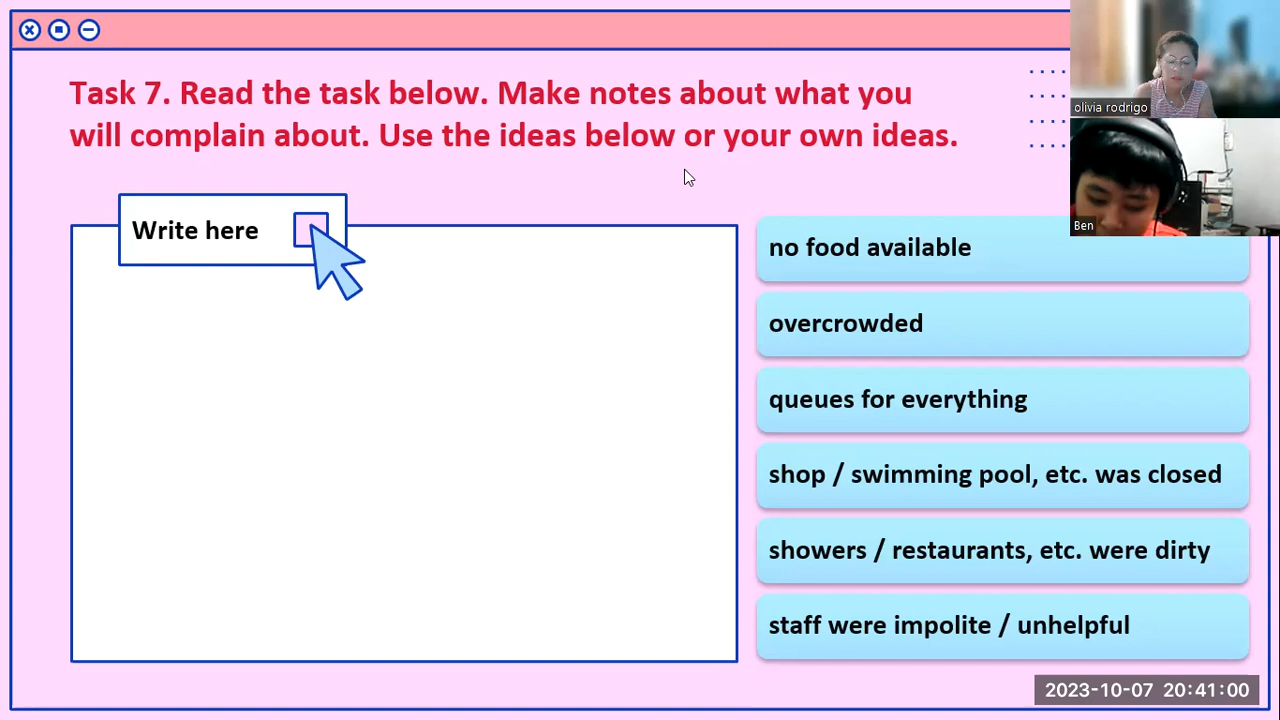 Task 7. Read the task below. Make notes about what you
will complain about. Use the ideas below or your own ideas.
olivia rodrigo
Ben
Write here
no food available
overcrowded
queues for everything
shop / swimming pool, etc. was closed
showers / restaurants, etc. were dirty
staff were impolite / unhelpful
2023-10-07 20:41:00